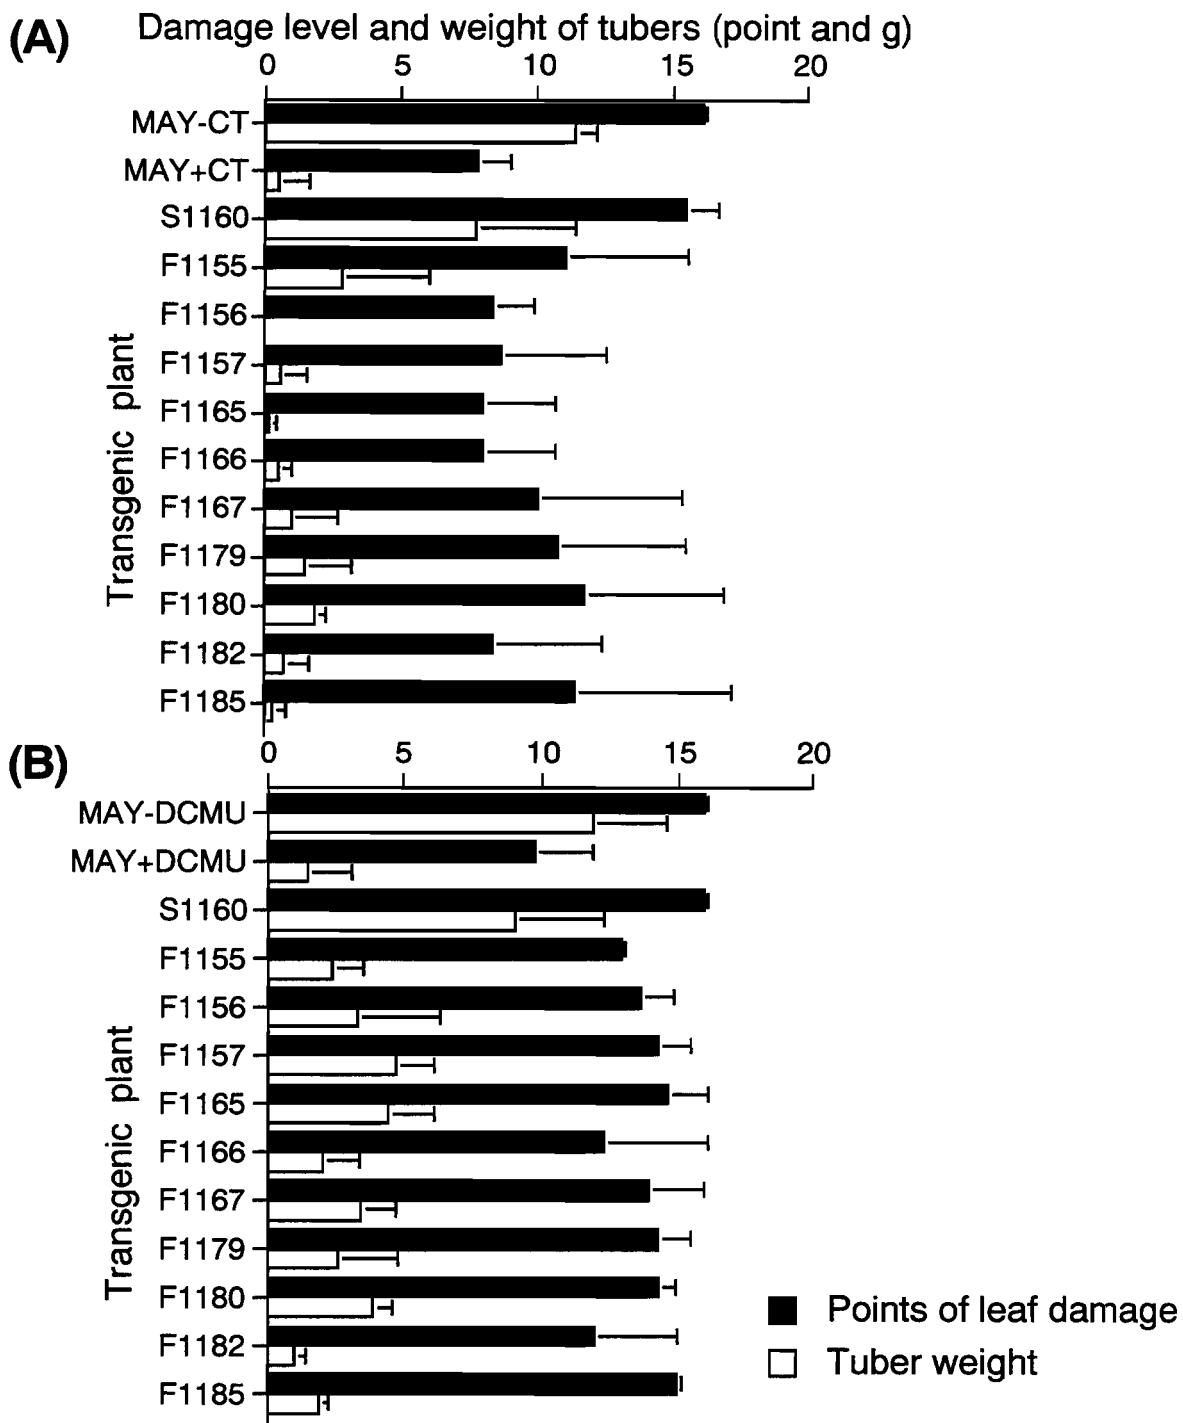 (A)
Damage level and weight of tubers (point and g)
0 5 10 15 20
MAY-CT
MAY+CT
S1160
F1155
F1156
F1157
F1165
F1166
F1167
F1179
F1180
F1182
F1185
Transgenic plant
(B)
0 5 10 15 20
MAY-DCMU
MAY+DCMU
S1160
F1155
F1156
F1157
F1165
F1166
F1167
F1179
F1180
F1182
F1185
Transgenic plant
Points of leaf damage
Tuber weight